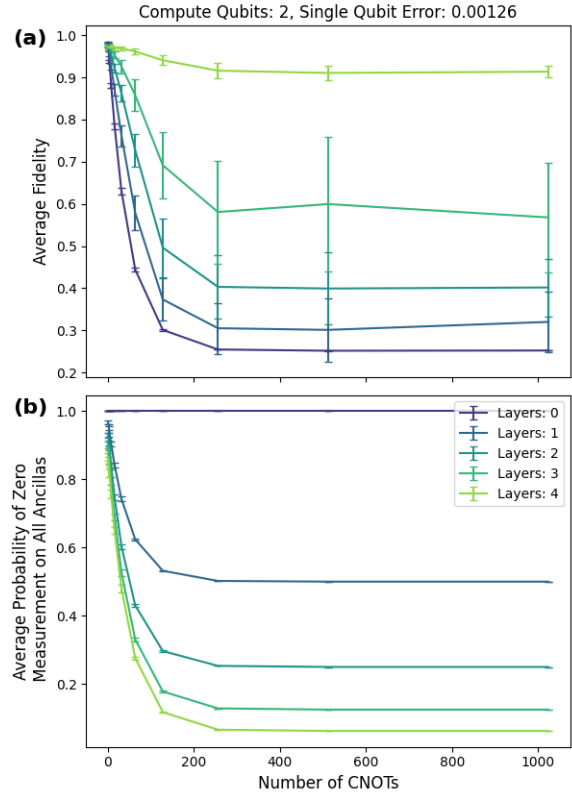 Compute Qubits: 2, Single Qubit Error: 0.00126
(a)
1.0
0.9
0.8
0.7
0.6
0.5
0.4
0.3
0.2
Average Fidelity
(b)
1.0
0.8
0.6
0.4
0.2
Average Probability of Zero
Measurement on All Ancillas
Layers: 0
Layers: 1
Layers: 2
Layers: 3
Layers: 4
0
200
400
600
800
1000
Number of CNOTs